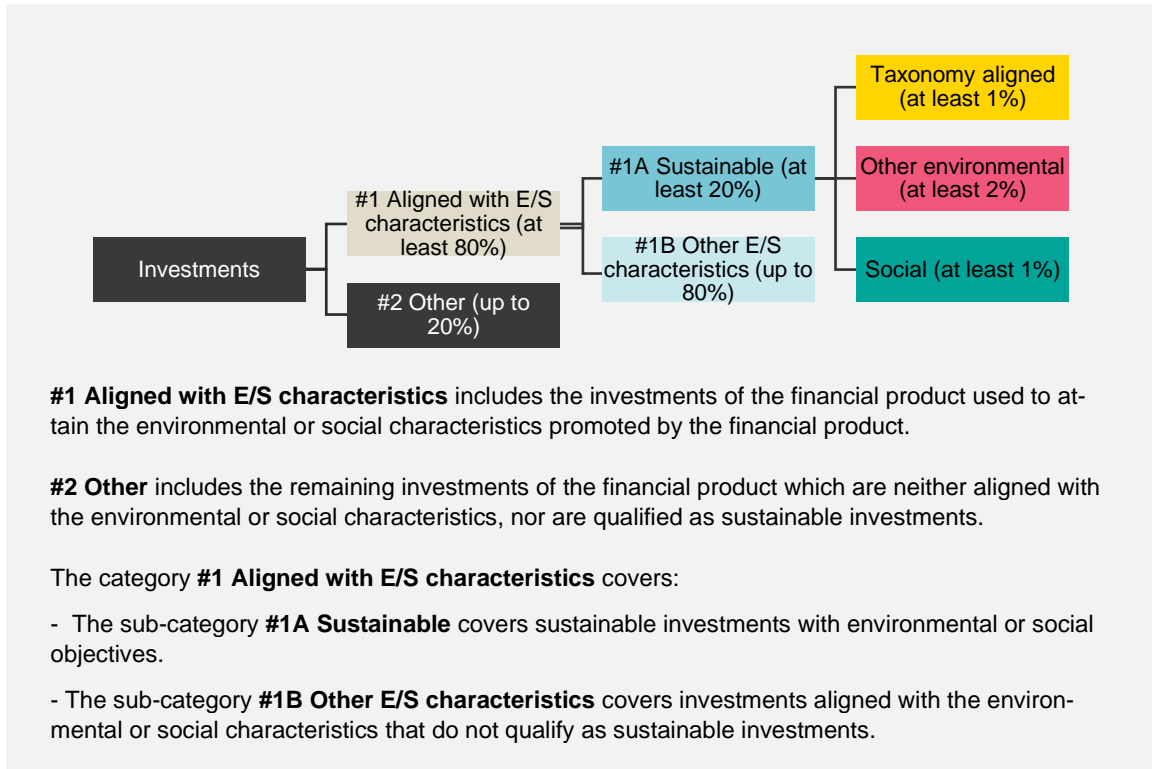 Taxonomy aligned
(at least 1%)
#1A Sustainable (at
least 20%)
Other environmental
(at least 2%)
#1 Aligned with E/S
characteristics (at
least 80%)
Investments
#1B Other E/S
characteristics (up to
80%)
Social (at least 1%)
#2 Other (up to
20%)
#1 Aligned with E/S characteristics includes the investments of the financial product used to at-
tain the environmental or social characteristics promoted by the financial product.
#2 Other includes the remaining investments of the financial product which are neither aligned with
the environmental or social characteristics, nor are qualified as sustainable investments.
The category #1 Aligned with E/S characteristics covers:
- The sub-category #1A Sustainable covers sustainable investments with environmental or social
objectives.
- The sub-category #1B Other E/S characteristics covers investments aligned with the environ-
mental or social characteristics that do not qualify as sustainable investments.